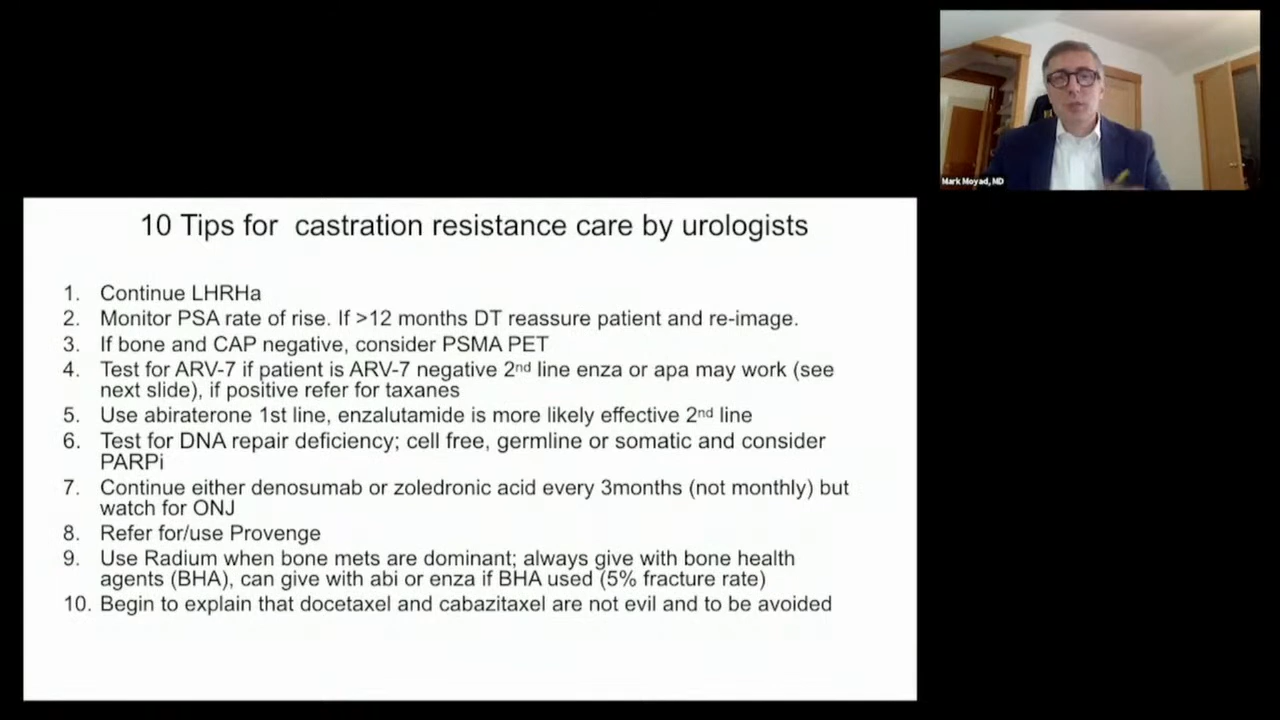 Mark Moyad, MD
10 Tips for castration resistance care by urologists
1. Continue LHRHa
2. Monitor PSA rate of rise. If >12 months DT reassure patient and re-image.
3. If bone and CAP negative, consider PSMA PET
4. Test for ARV-7 if patient is ARV-7 negative 2nd line enza or apa may work (see
next slide), if positive refer for taxanes
5. Use abiraterone 1st line, enzalutamide is more likely effective 2nd line
6. Test for DNA repair deficiency; cell free, germline or somatic and consider
PARPi
7. Continue either denosumab or zoledronic acid every 3months (not monthly) but
watch for ONJ
8. Refer for/use Provenge
9. Use Radium when bone mets are dominant; always give with bone health
agents (BHA), can give with abi or enza if BHA used (5% fracture rate)
10. Begin to explain that docetaxel and cabazitaxel are not evil and to be avoided